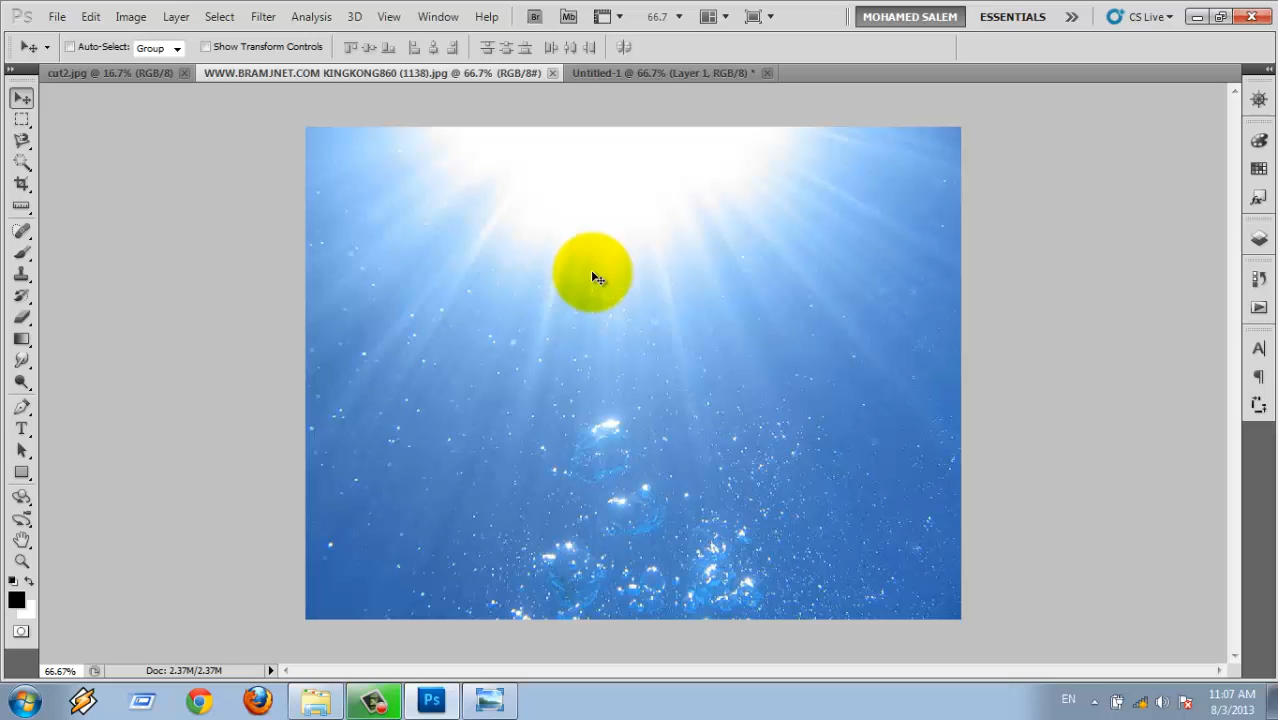 Ps File Edit Image Layer Select Filter Analysis 3D View Window Help Br Mb 66.7 MOHAMED SALEM ESSENTIALS CS Live
Auto-Select: Group Show Transform Controls
cut2.jpg @ 16.7% (RGB/8) WWW.BRAMJNET.COM KINGKONG860 (1138).jpg @ 66.7% (RGB/8#) Untitled-1 @ 66.7% (Layer 1, RGB/8) *
66.67% Doc: 2.37M/2.37M
Ps EN 11:07 AM
8/3/2013